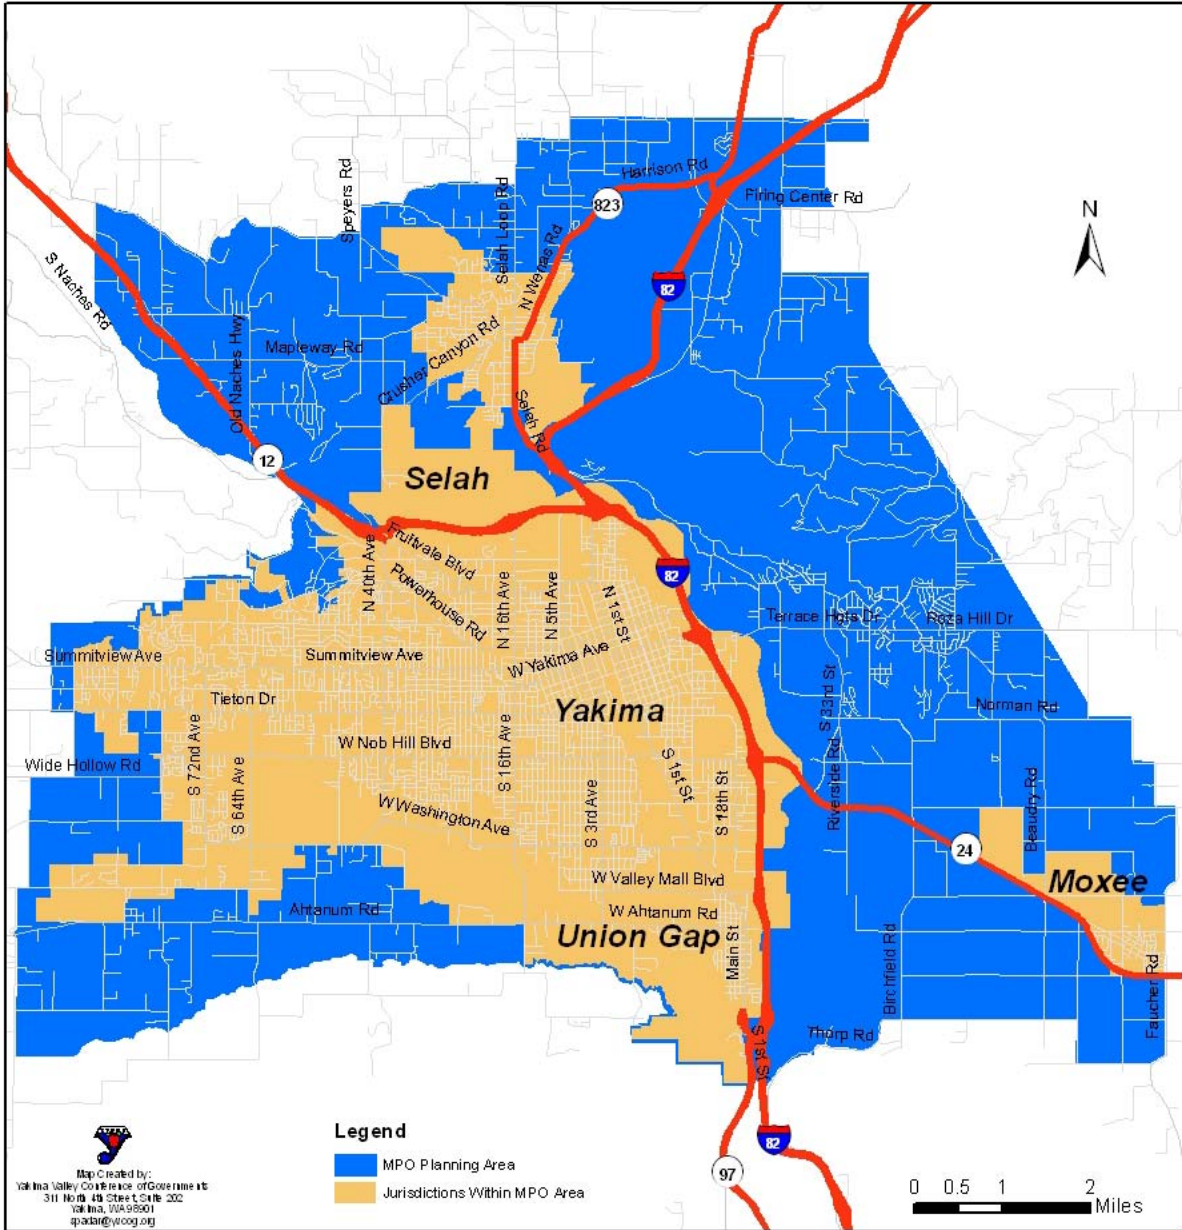 Harrison Rd
Speyers Rd
Selah Loop Rd
823
Firing Center Rd
N
N Wenas Rd
S Naches Rd
82
Old Naches Hwy
Mapleway Rd
Crusher Canyon Rd
Selah Rd
12
Selah
Fruitvale Blvd
N 40th Ave
Powerhouse Rd
N 16th Ave
N 5th Ave
N 1st St
82
Terrace Hgts Dr
Roza Hill Dr
Summitview Ave
Summitview Ave
W Yakima Ave
Tieton Dr
Yakima
S 33rd St
Norman Rd
W Nob Hill Blvd
Wide Hollow Rd
S 72nd Ave
S 64th Ave
S 16th Ave
S 1st St
S 18th St
Riverside Rd
Beaudry Rd
W Washington Ave
S 3rd Ave
24
W Valley Mall Blvd
Moxee
Ahtanum Rd
W Ahtanum Rd
Union Gap
Main St
Birchfield Rd
Faucher Rd
Thorp Rd
S 1st St
82
97
Legend
MPO Planning Area
Jurisdictions Within MPO Area
Map Created by:
Yakima Valley Conference of Governments
311 North 4th Street, Suite 202
Yakima, WA 98901
spadar@yvcog.org
0 0.5 1 2
Miles